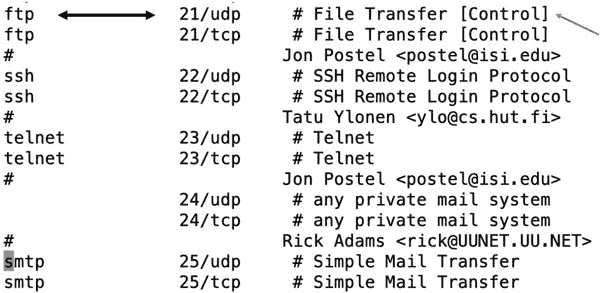 ftp 21/udp # File Transfer [Control]
ftp 21/tcp # File Transfer [Control]
# Jon Postel <postel@isi.edu>
ssh 22/udp # SSH Remote Login Protocol
ssh 22/tcp # SSH Remote Login Protocol
# Tatu Ylonen <ylo@cs.hut.fi>
telnet 23/udp # Telnet
telnet 23/tcp # Telnet
# Jon Postel <postel@isi.edu>
24/udp # any private mail system
24/tcp # any private mail system
# Rick Adams <rick@UUNET.UU.NET>
smtp 25/udp # Simple Mail Transfer
smtp 25/tcp # Simple Mail Transfer